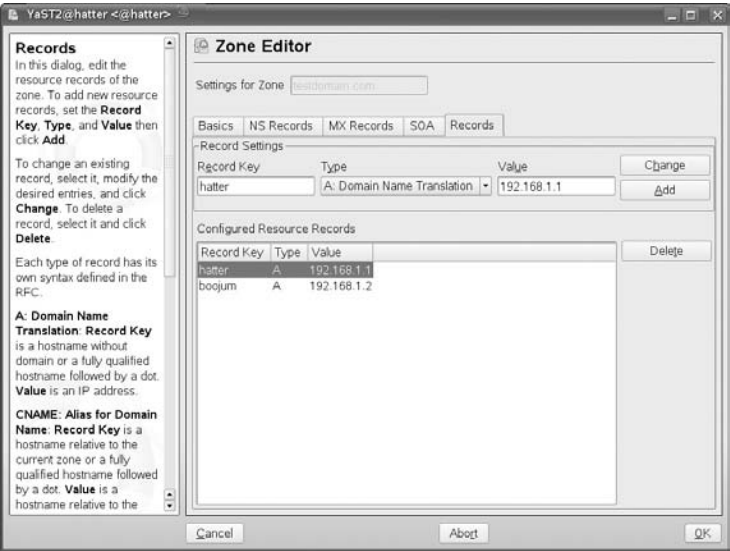 YaST2@hatter <@hatter>
Records
In this dialog, edit the
resource records of the
zone. To add new resource
records, set the Record
Key, Type, and Value then
click Add.
To change an existing
record, select it, modify the
desired entries, and click
Change. To delete a
record, select it and click
Delete.
Each type of record has its
own syntax defined in the
RFC.
A: Domain Name
Translation: Record Key
is a hostname without
domain or a fully qualified
hostname followed by a dot.
Value is an IP address.
CNAME: Alias for Domain
Name: Record Key is a
hostname relative to the
current zone or a fully
qualified hostname followed
by a dot. Value is a
hostname relative to the
Zone Editor
Settings for Zone testdomain.com
Basics NS Records MX Records SOA Records
Record Settings
Record Key Type Value
hatter A: Domain Name Translation 192.168.1.1
Change
Add
Configured Resource Records
Record Key Type Value
hatter A 192.168.1.1
boojum A 192.168.1.2
Delete
Cancel Abort OK